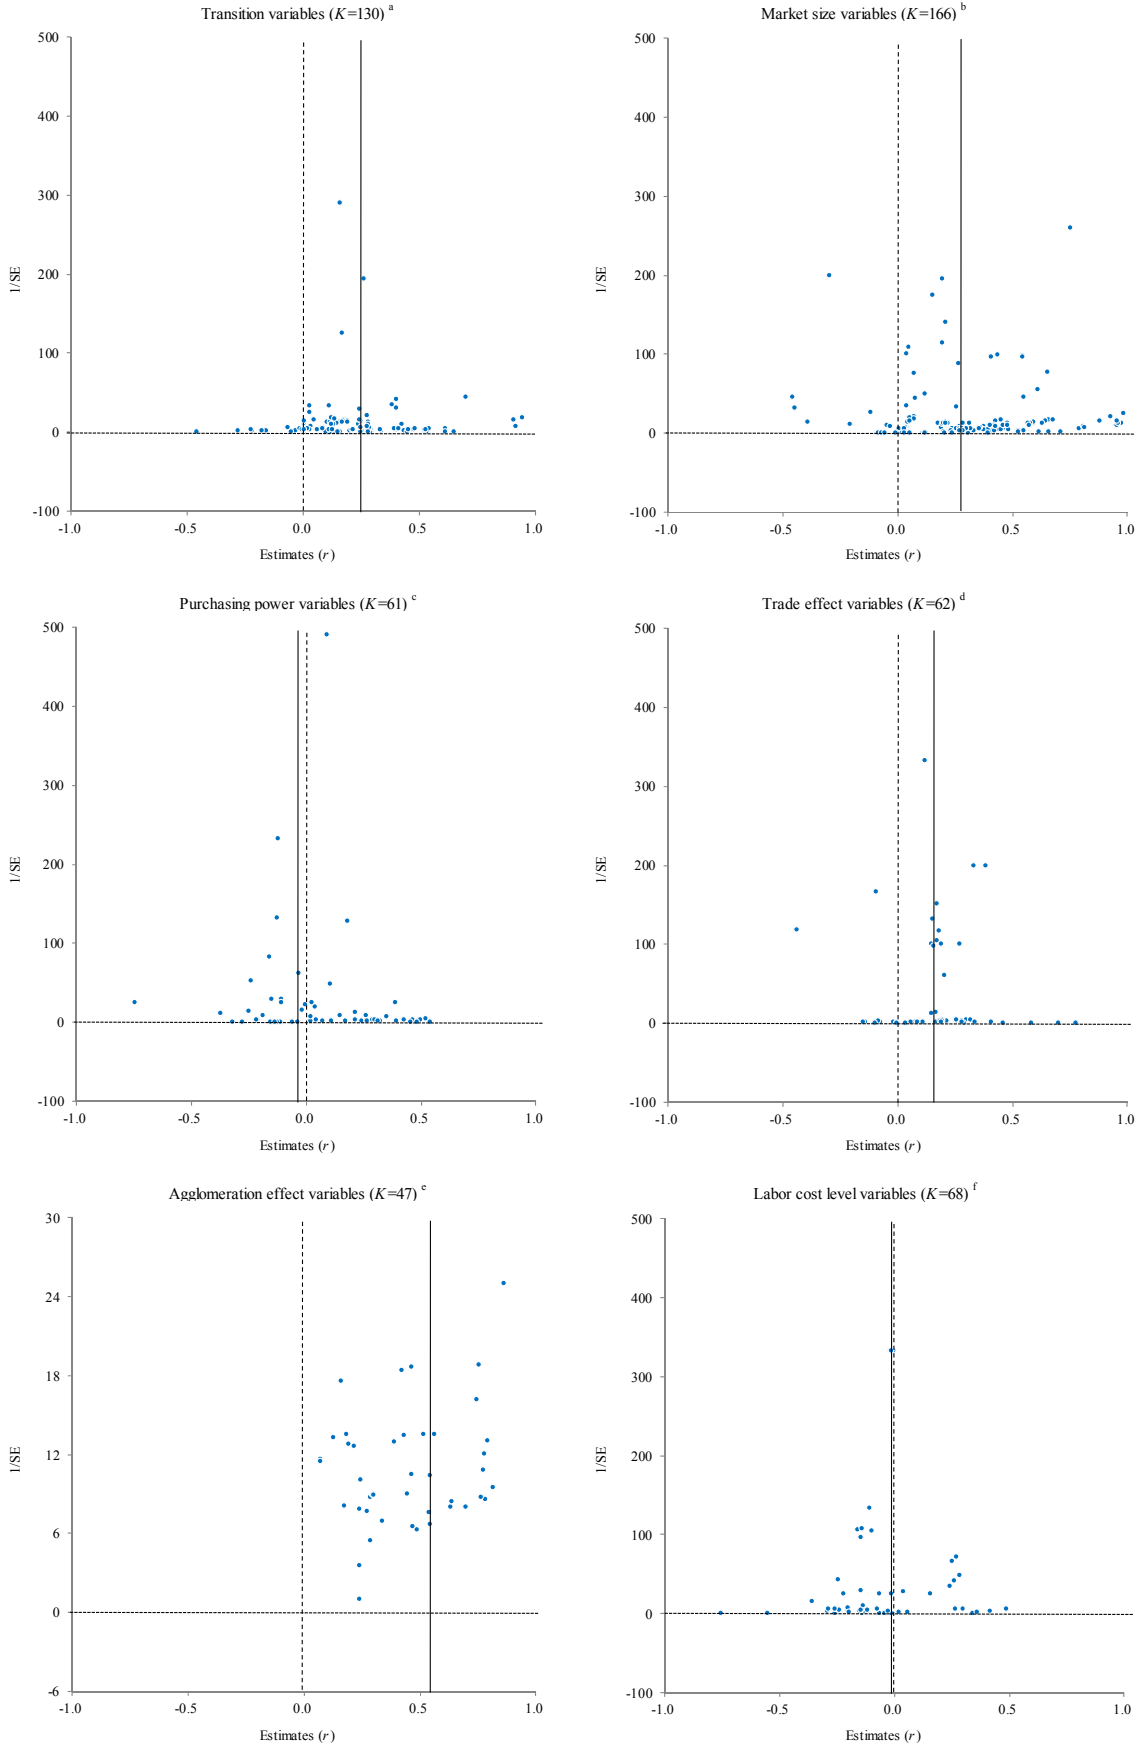 Transition variables (K=130) a
500
400
300
200
100
0
-100
1/SE
-1.0 -0.5 0.0 0.5 1.0
Estimates (r)
Market size variables (K=166) b
500
400
300
200
100
0
-100
1/SE
-1.0 -0.5 0.0 0.5 1.0
Estimates (r)
Purchasing power variables (K=61) c
500
400
300
200
100
0
-100
1/SE
-1.0 -0.5 0.0 0.5 1.0
Estimates (r)
Trade effect variables (K=62) d
500
400
300
200
100
0
-100
1/SE
-1.0 -0.5 0.0 0.5 1.0
Estimates (r)
Agglomeration effect variables (K=47) e
30
24
18
12
6
0
-6
1/SE
-1.0 -0.5 0.0 0.5 1.0
Estimates (r)
Labor cost level variables (K=68) f
500
400
300
200
100
0
-100
1/SE
-1.0 -0.5 0.0 0.5 1.0
Estimates (r)